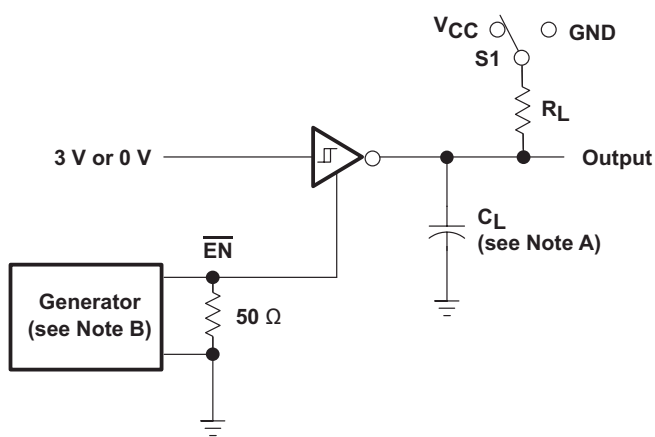 VCC
GND
S1
RL
3 V or 0 V
Output
CL
(see Note A)
EN
Generator
(see Note B)
50 Ω